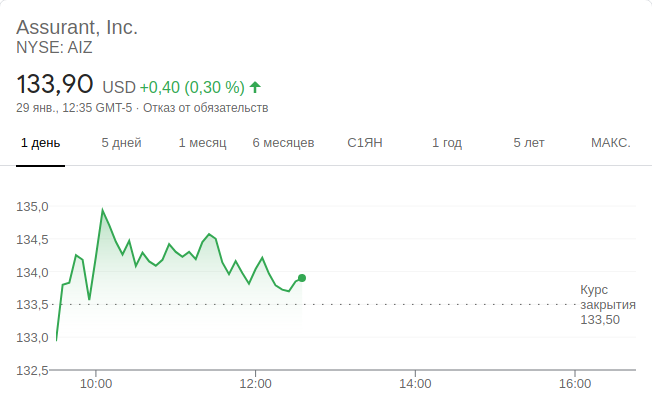 Assurant, Inc.
NYSE: AIZ
133,90 USD +0,40 (0,30 %)
29 янв., 12:35 GMT-5 · Отказ от обязательств
1 день 5 дней 1 месяц 6 месяцев С1ЯН 1 год 5 лет МАКС.
135,0
134,5
134,0
Курс
133,5 закрытия
133,50
133,0
132,5
10:00 12:00 14:00 16:00